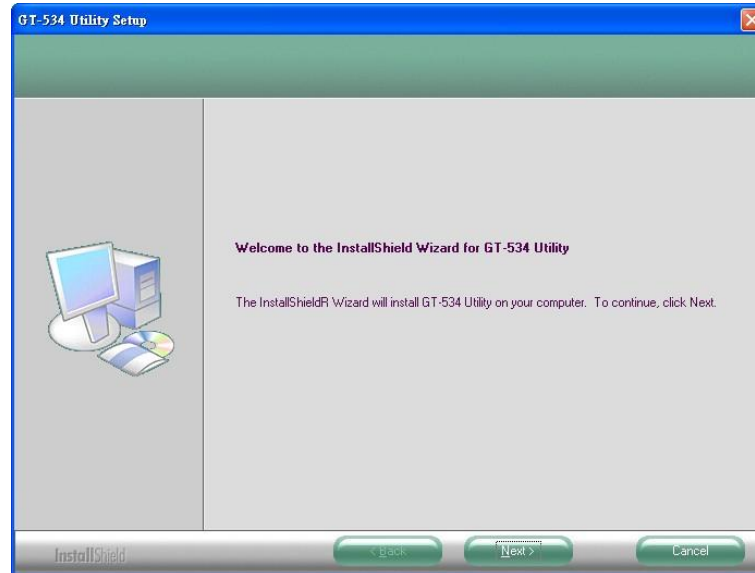 GT-534 Utility Setup
Welcome to the InstallShield Wizard for GT-534 Utility
The InstallShieldR Wizard will install GT-534 Utility on your computer. To continue, click Next.
InstallShield
< Back
Next >
Cancel